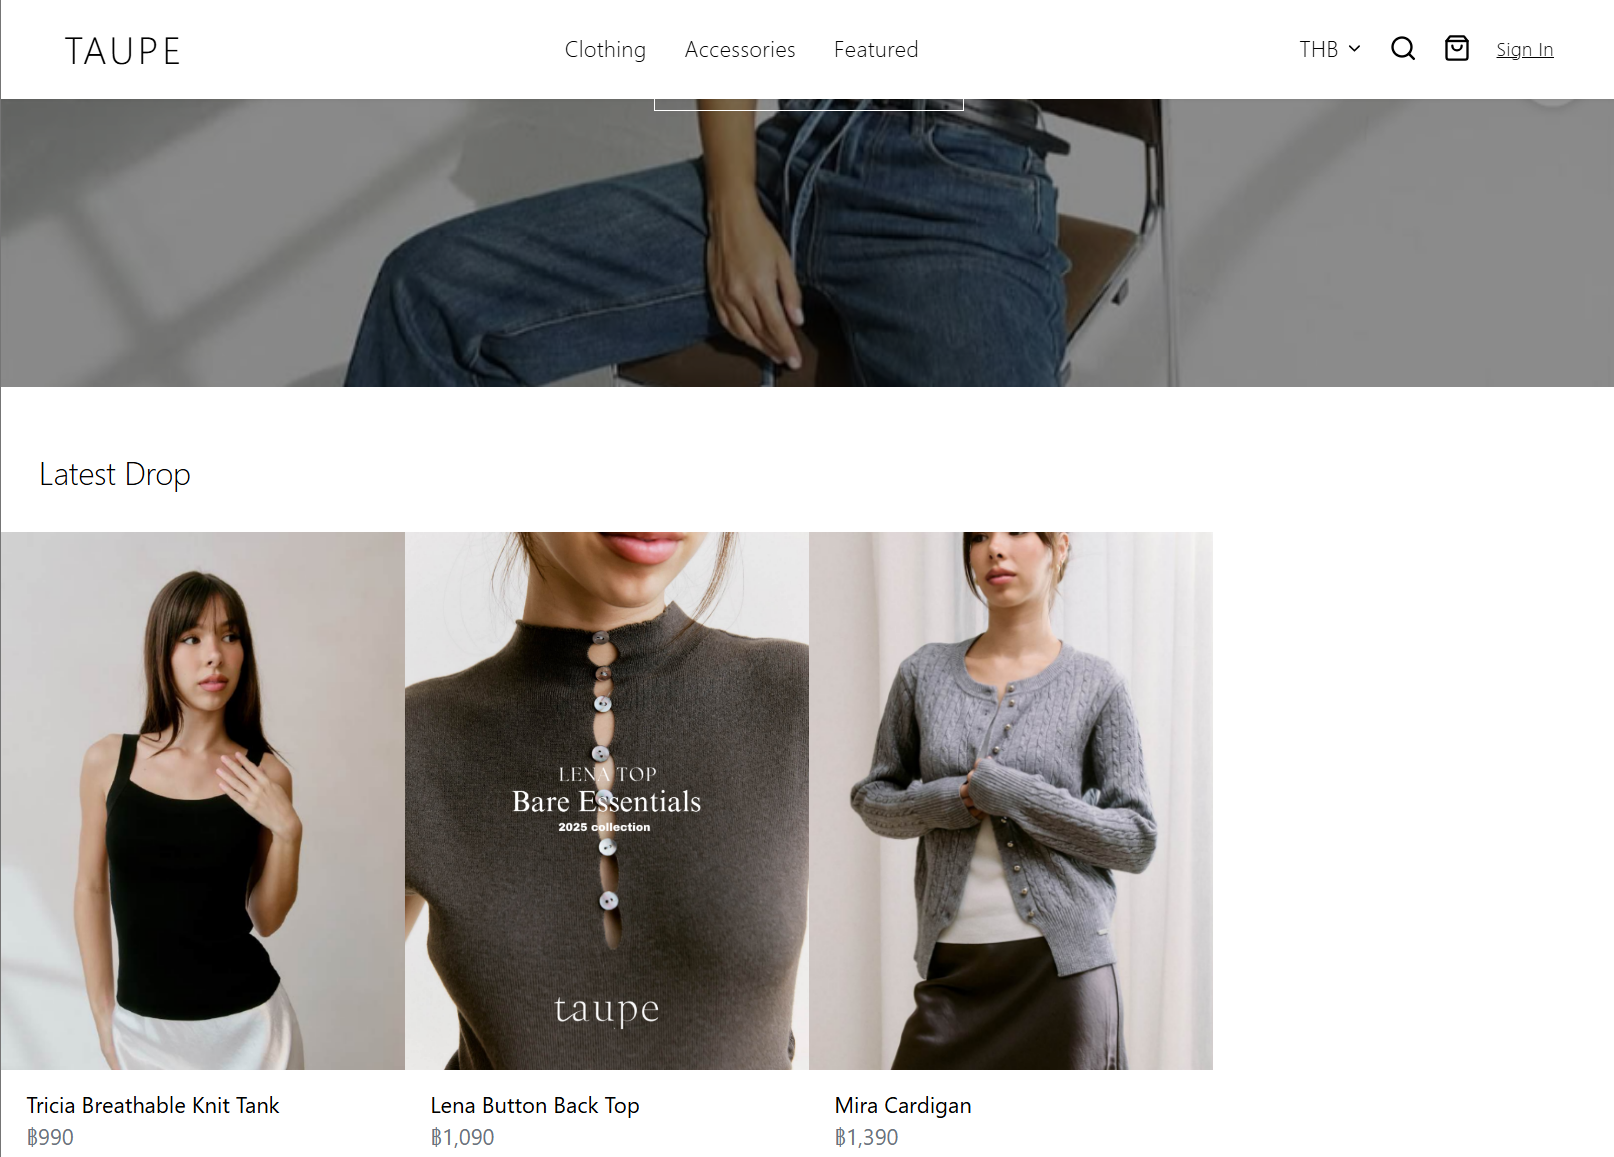 TAUPE
Clothing
Accessories
Featured
THB
Sign In
Latest Drop
LENA TOP
Bare Essentials
2025 collection
taupe
Tricia Breathable Knit Tank
฿990
Lena Button Back Top
฿1,090
Mira Cardigan
฿1,390